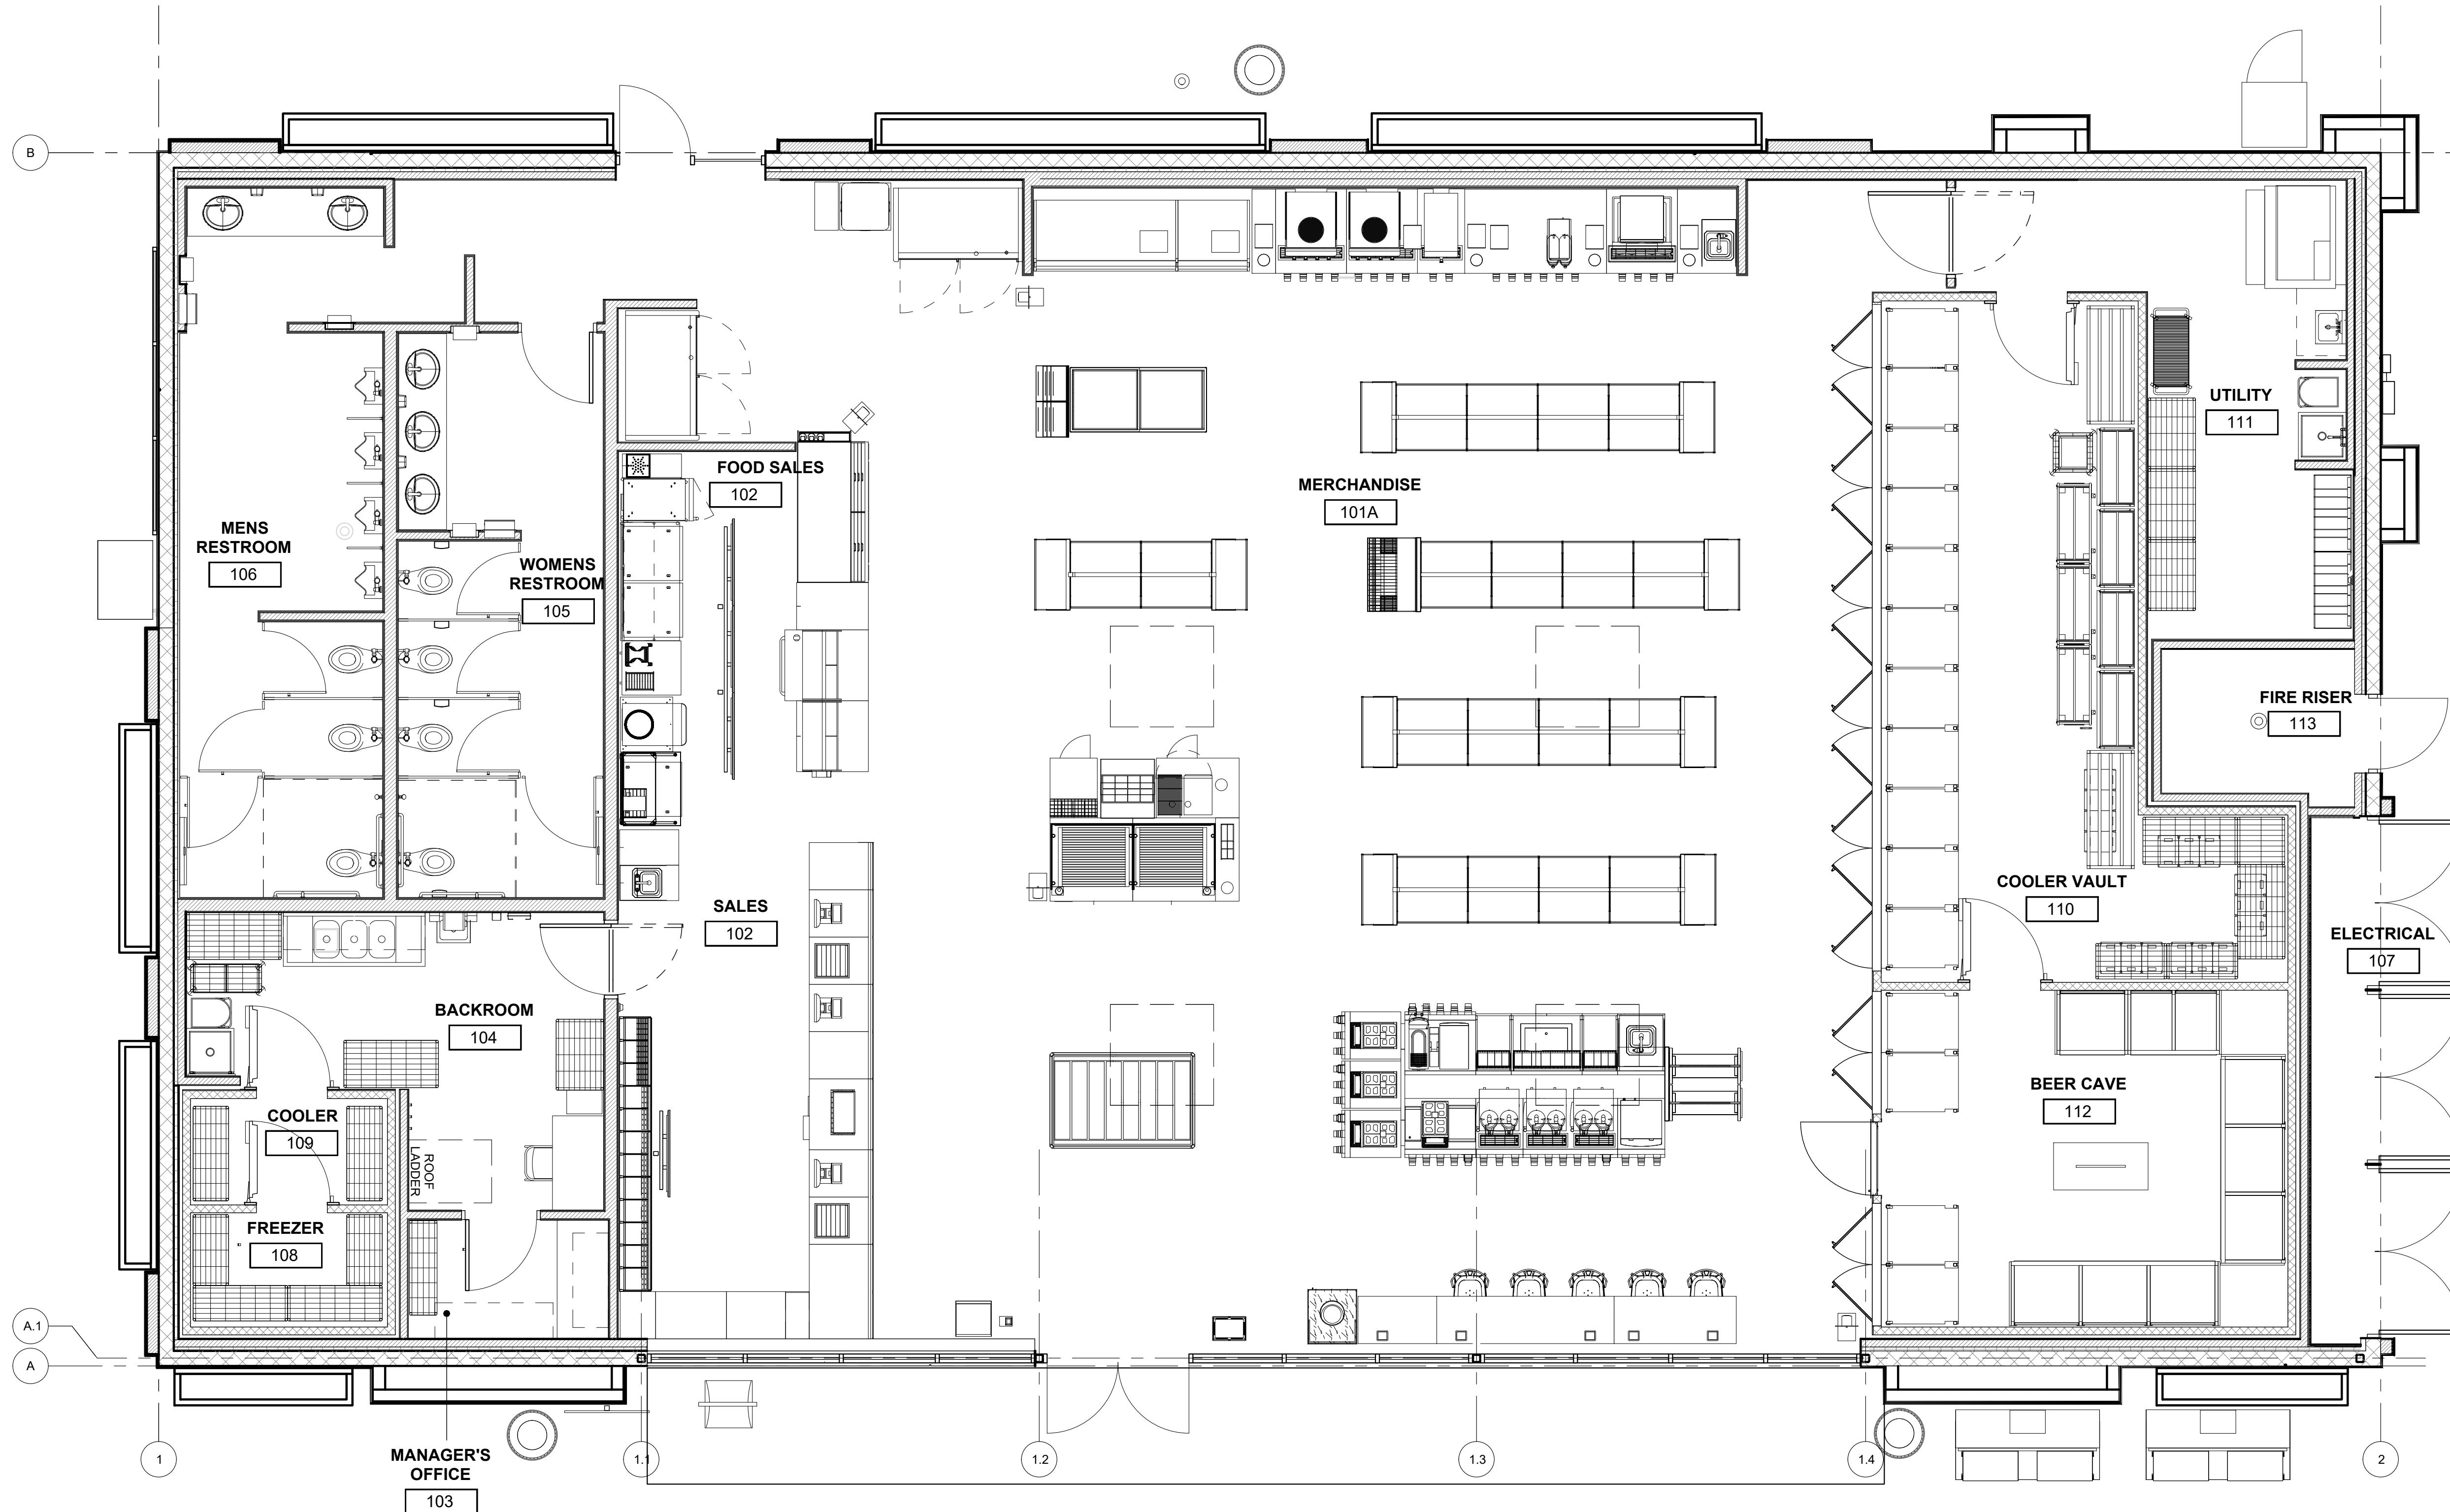 B
FOOD SALES
102
MERCHANDISE
101A
UTILITY
111
MENS
RESTROOM
106
WOMENS
RESTROOM
105
FIRE RISER
113
SALES
102
COOLER VAULT
110
ELECTRICAL
107
BACKROOM
104
BEER CAVE
112
COOLER
109
ROOF
LADDER
FREEZER
108
A.1
A
MANAGER'S
OFFICE
103
1
1.1
1.2
1.3
1.4
2